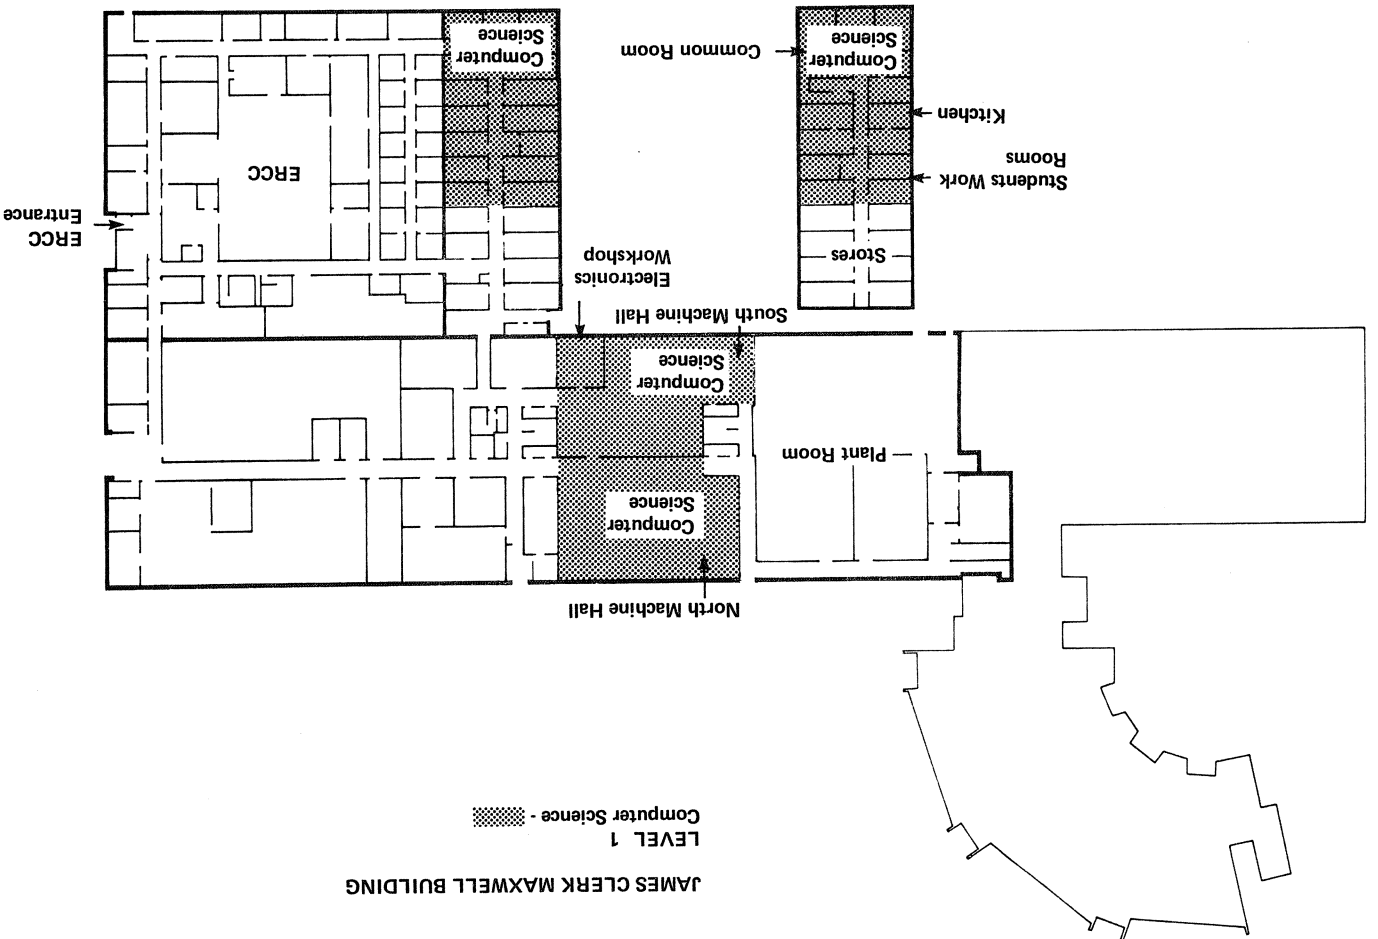 JAMES CLERK MAXWELL BUILDING
LEVEL 1
Computer Science -
North Machine Hall
Computer
Science
Plant Room
Computer
Science
South Machine Hall
Electronics
Workshop
Stores
ERCC
Entrance
ERCC
Students Work
Rooms
Kitchen
Common Room
Computer
Science
Computer
Science